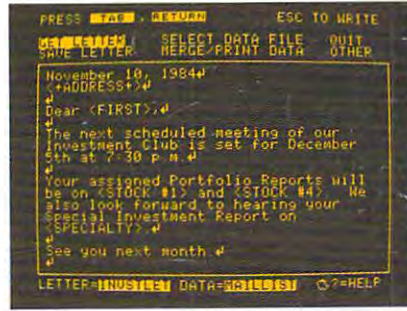 PRESS TAB , RETURN ESC TO WRITE
GET LETTER SELECT DATA FILE QUIT
SAVE LETTER MERGE/PRINT DATA OTHER
November 10, 1984↵
<+ADDRESS+>↵
↵
Dear <FIRST>,↵
↵
The next scheduled meeting of our
Investment Club is set for December
5th at 7:30 p.m.↵
↵
Your assigned Portfolio Reports will
be on <STOCK #1> and <STOCK #4>. We
also look forward to hearing your
Special Investment Report on
<SPECIALTY>.↵
↵
See you next month.↵
↵
LETTER=INVSTLET DATA=MAILLIST ?=HELP